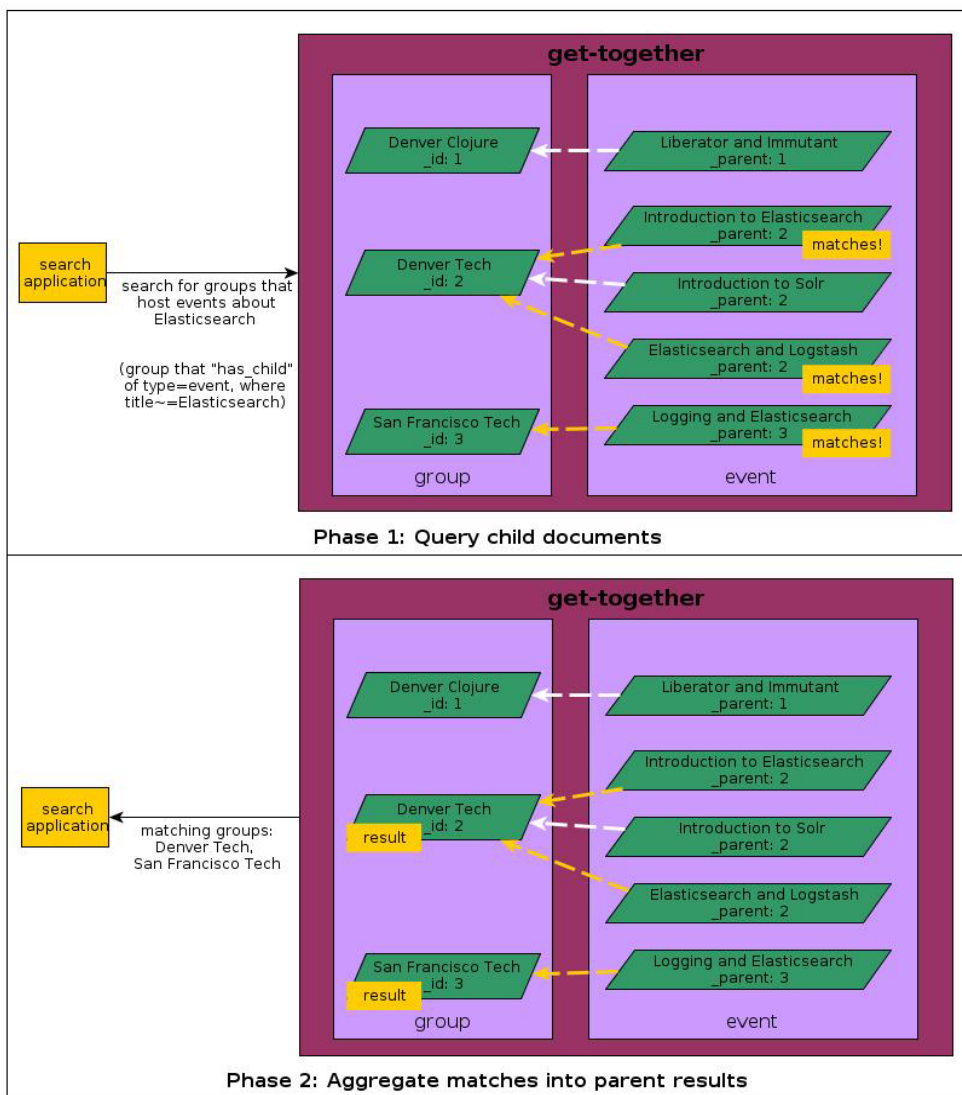 get-together
Denver Clojure
_id: 1
Liberator and Immutant
_parent: 1
Introduction to Elasticsearch
_parent: 2
matches!
search
application
search for groups that
host events about
Elasticsearch
(group that "has_child"
of type=event, where
title~=Elasticsearch)
Denver Tech
_id: 2
Introduction to Solr
_parent: 2
Elasticsearch and Logstash
_parent: 2
matches!
San Francisco Tech
_id: 3
Logging and Elasticsearch
_parent: 3
matches!
group
event
Phase 1: Query child documents
get-together
Denver Clojure
_id: 1
Liberator and Immutant
_parent: 1
Introduction to Elasticsearch
_parent: 2
search
application
matching groups:
Denver Tech,
San Francisco Tech
Denver Tech
_id: 2
result
Introduction to Solr
_parent: 2
Elasticsearch and Logstash
_parent: 2
San Francisco Tech
_id: 3
result
Logging and Elasticsearch
_parent: 3
group
event
Phase 2: Aggregate matches into parent results